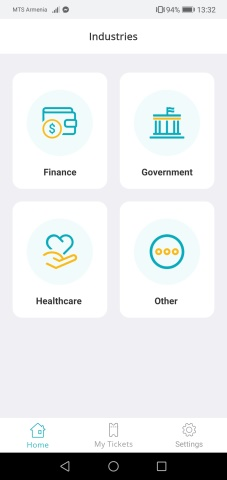 MTS Armenia 94% 13:32
Industries
$
Finance Government
Healthcare Other
Home My Tickets Settings